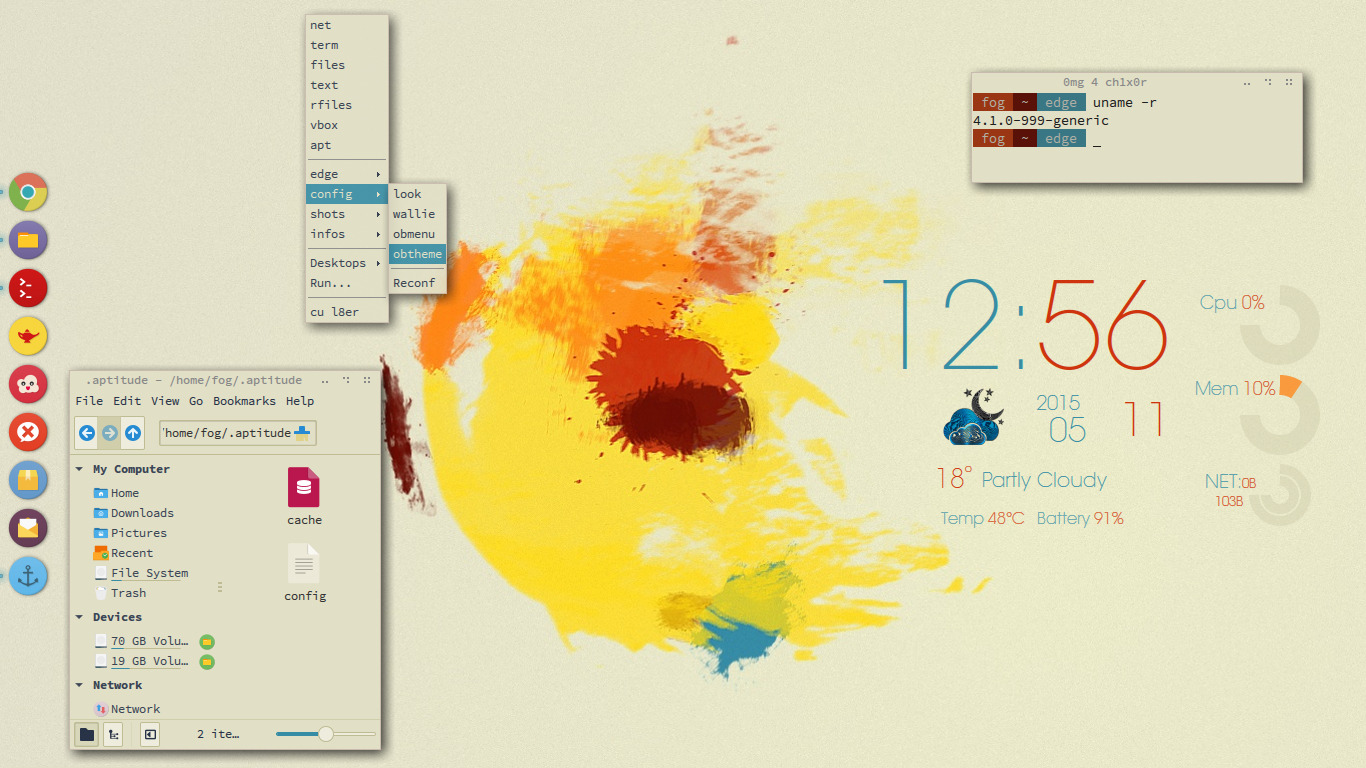 net
term
files
text
rfiles
vbox
apt
edge
config
shots
infos
Desktops
Run...
cu l8er
look
wallie
obmenu
obtheme
Reconf
0mg 4 chlx0r
fog ~ edge uname -r
4.1.0-999-generic
fog ~ edge _
12:56
Cpu 0%
Mem 10%
2015
05
11
18° Partly Cloudy
NET:0B
103B
Temp 48°C Battery 91%
.aptitude - /home/fog/.aptitude
File Edit View Go Bookmarks Help
'home/fog/.aptitude
My Computer
Home
Downloads
Pictures
Recent
File System
Trash
Devices
70 GB Volu…
19 GB Volu…
Network
Network
cache
config
2 ite…